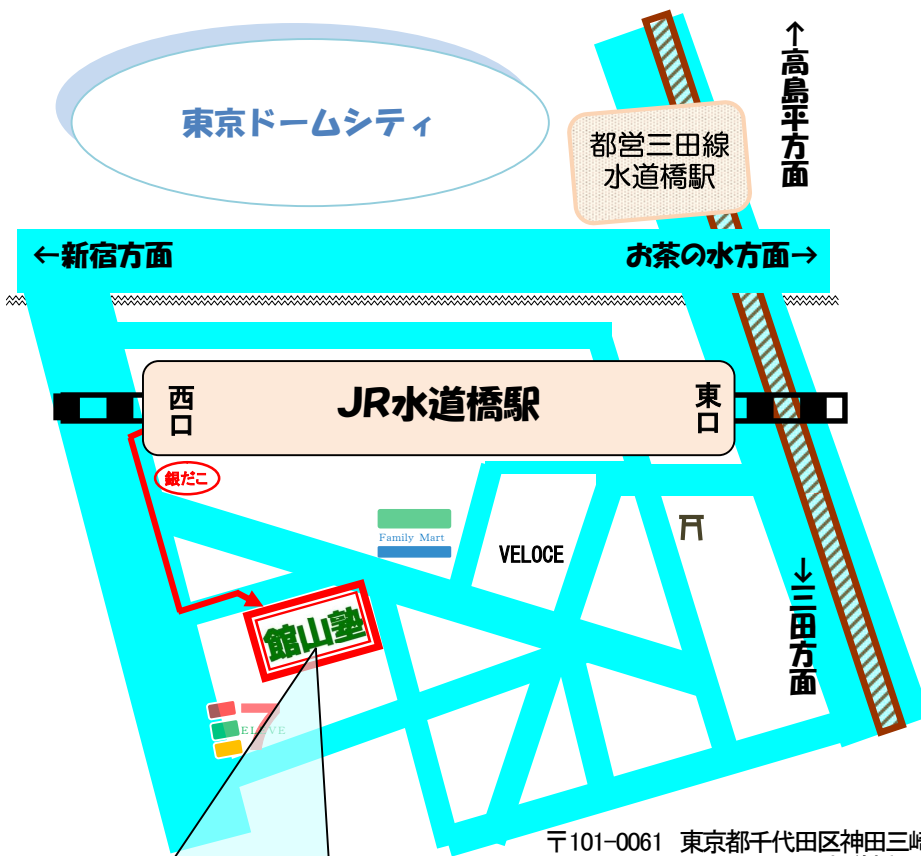 ↑高島平方面
東京ドームシティ
都営三田線
水道橋駅
←新宿方面
お茶の水方面→
西口
JR水道橋駅
東口
銀だこ
Family Mart
VELOCE
↓三田方面
館山塾
〒101-0061 東京都千代田区神田三崎